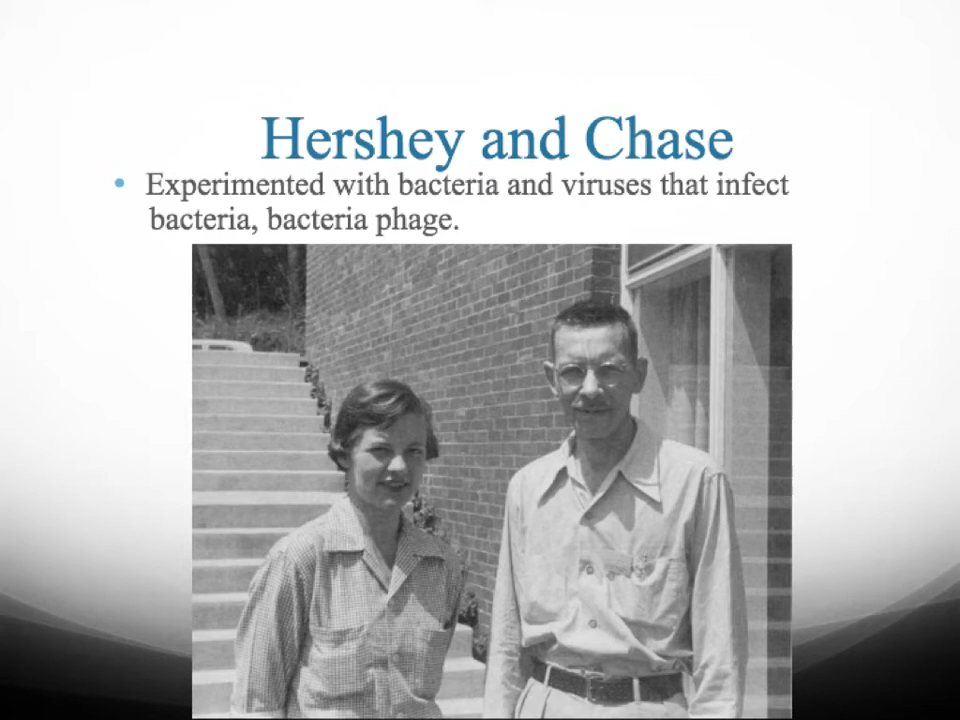 Hershey and Chase
• Experimented with bacteria and viruses that infect
bacteria, bacteria phage.